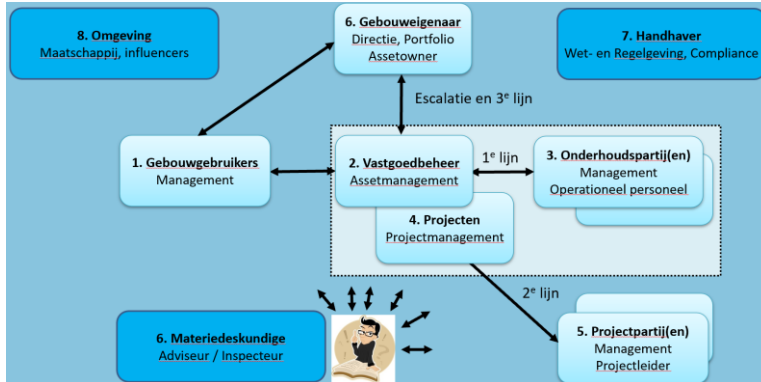 8. Omgeving
Maatschappij, influencers
6. Gebouweigenaar
Directie, Portfolio
Assetowner
7. Handhaver
Wet- en Regelgeving, Compliance
Escalatie en 3e lijn
1. Gebouwgebruikers
Management
2. Vastgoedbeheer
Assetmanagement
1e lijn
3. Onderhoudspartij(en)
Management
Operationeel personeel
4. Projecten
Projectmanagement
2e lijn
6. Materiedeskundige
Adviseur / Inspecteur
5. Projectpartij(en)
Management
Projectleider